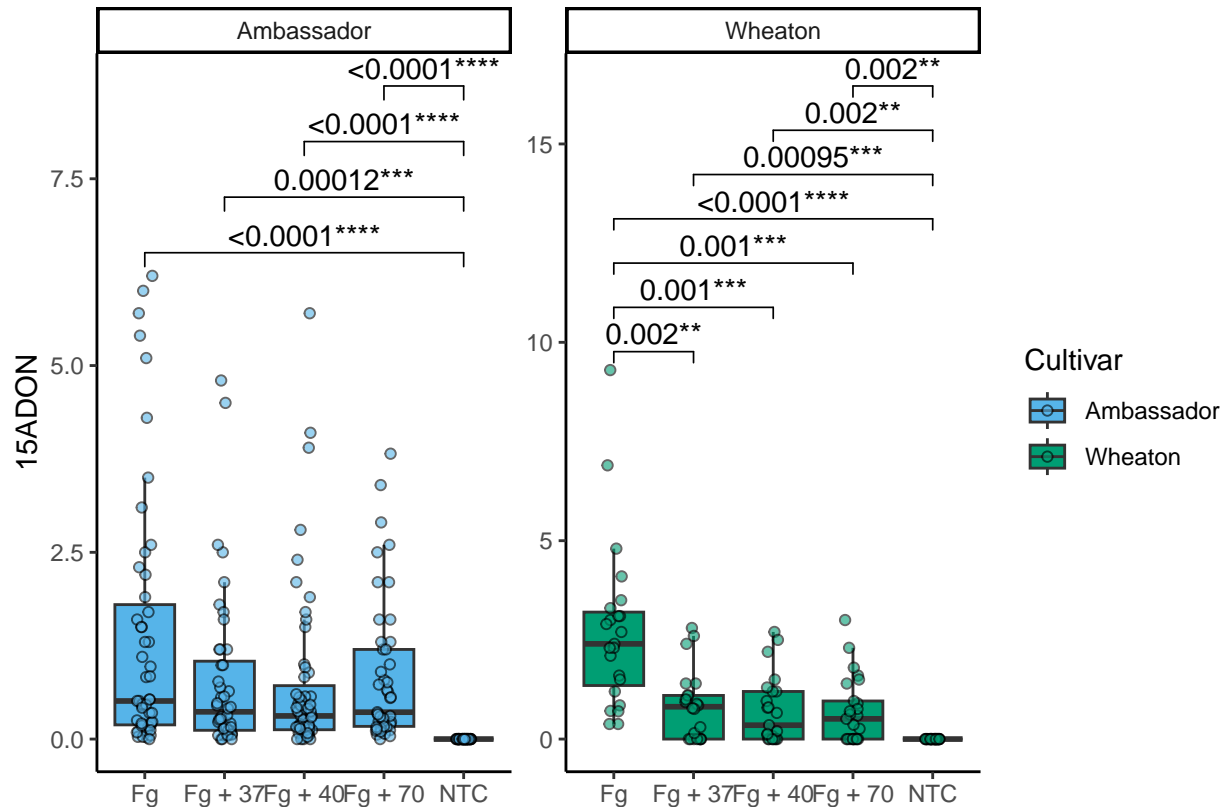 Ambassador
Wheaton
<0.0001****
<0.0001****
0.00012***
<0.0001****
0.002**
0.002**
0.00095***
<0.0001****
0.001***
0.001***
0.002**
15ADON
7.5
5.0
2.5
0.0
15
10
5
0
Fg Fg + 37 Fg + 40 Fg + 70 NTC
Fg Fg + 37 Fg + 40 Fg + 70 NTC
Cultivar
Ambassador
Wheaton